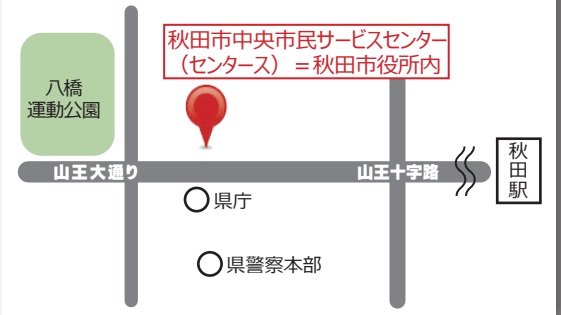 秋田市中央市民サービスセンター
（センタース）＝秋田市役所内
八橋
運動公園
山王大通り
山王十字路
秋田駅
県庁
県警察本部